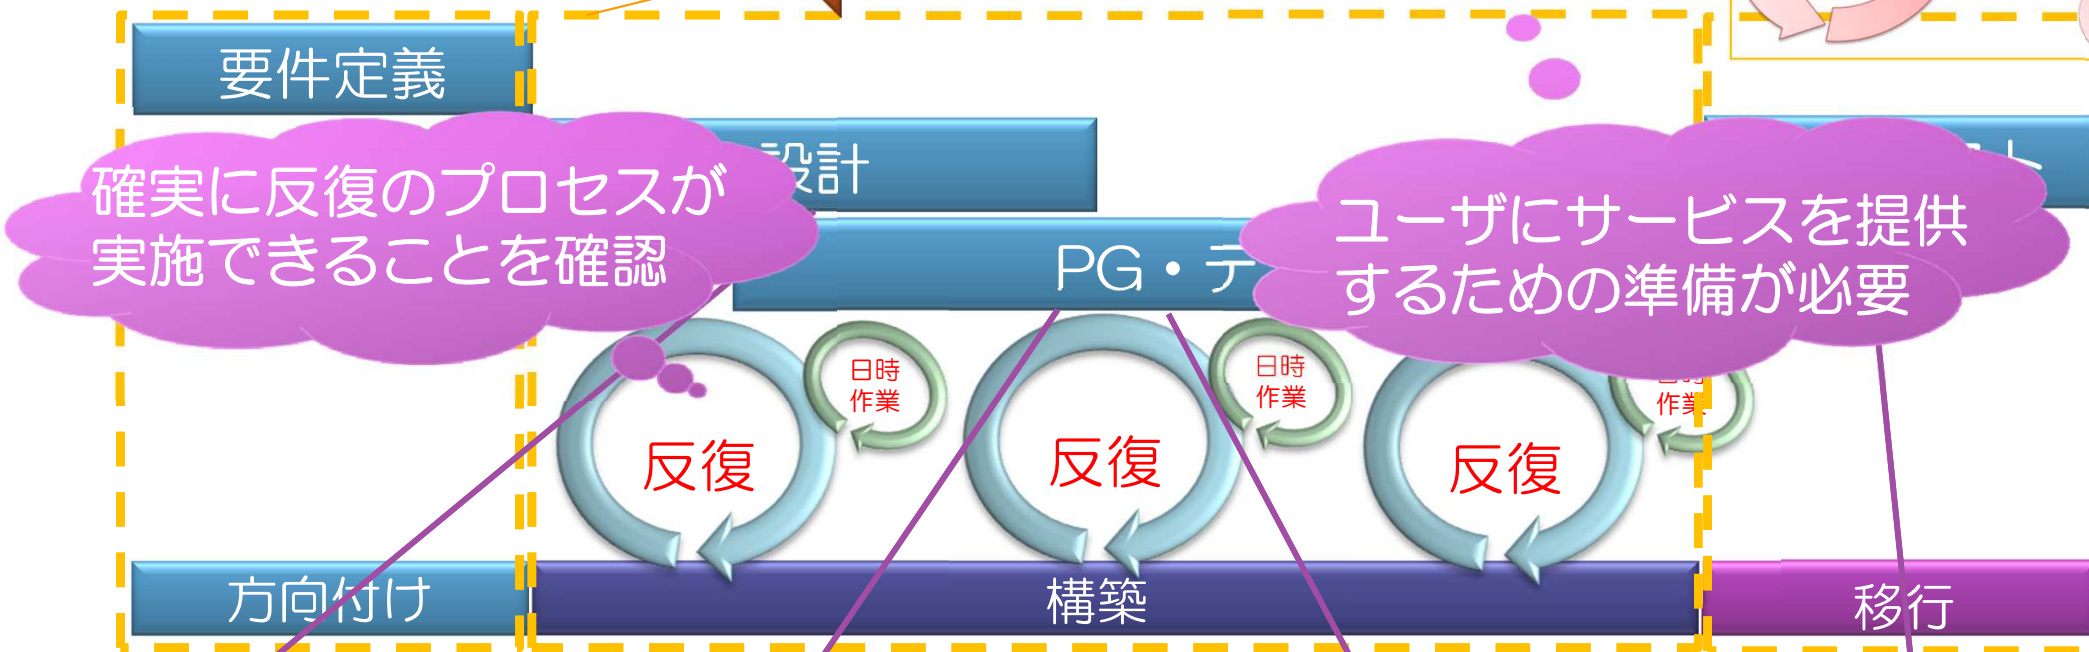 要件定義
設計
確実に反復のプロセスが
実施できることを確認
ユーザにサービスを提供
するための準備が必要
PG・テ
日時
作業
日時
作業
日時
作業
反復
反復
反復
方向付け
構築
移行